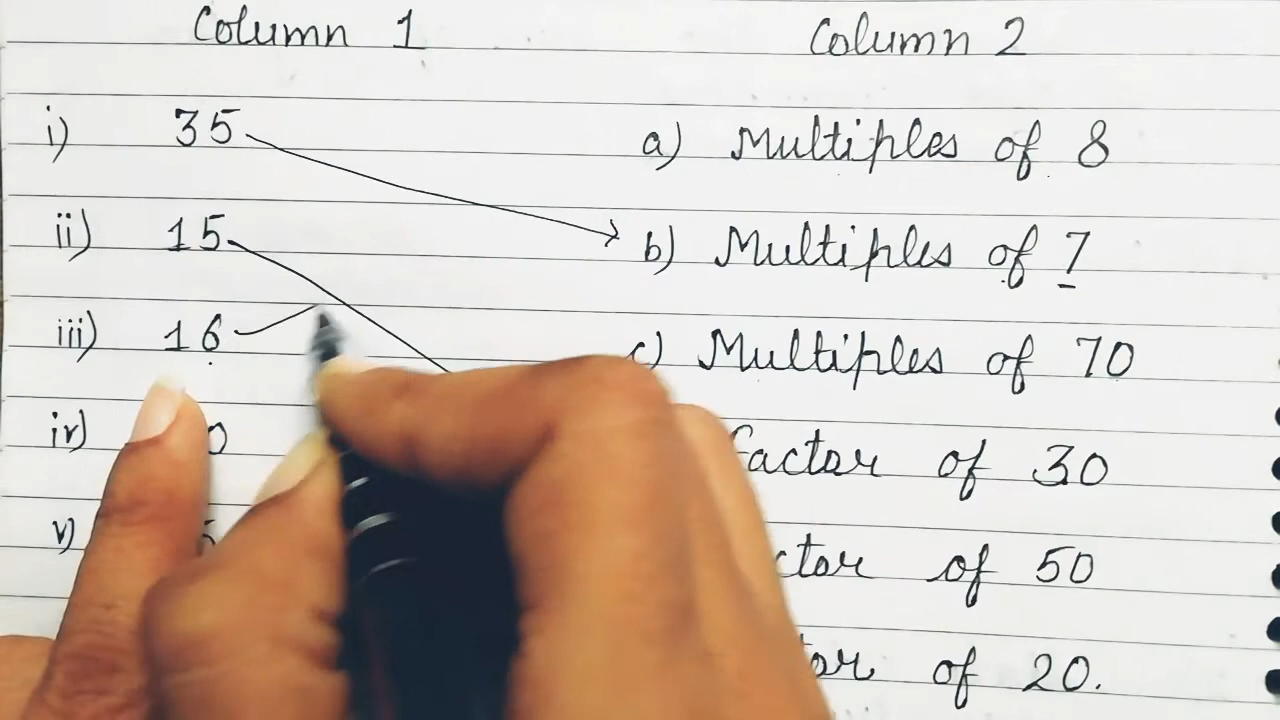 Column 1 Column 2
i) 35 a) Multiples of 8
ii) 15 b) Multiples of 7
iii) 16 c) Multiples of 70
iv) of 30
v) of 50
of 20.